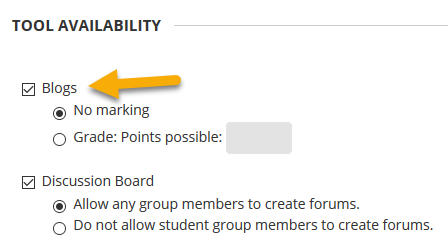 TOOL AVAILABILITY
Blogs
No marking
Grade: Points possible:
Discussion Board
Allow any group members to create forums.
Do not allow student group members to create forums.